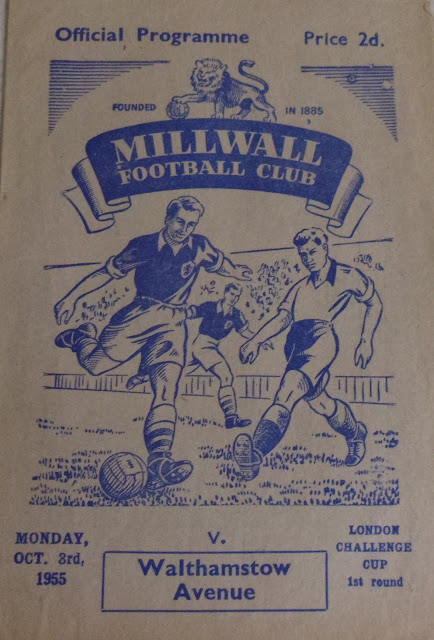 Official Programme Price 2d.
FOUNDED IN 1885
MILLWALL
FOOTBALL CLUB
MONDAY,
OCT. 3rd,
1955
V.
Walthamstow
Avenue
LONDON
CHALLENGE
CUP
1st round